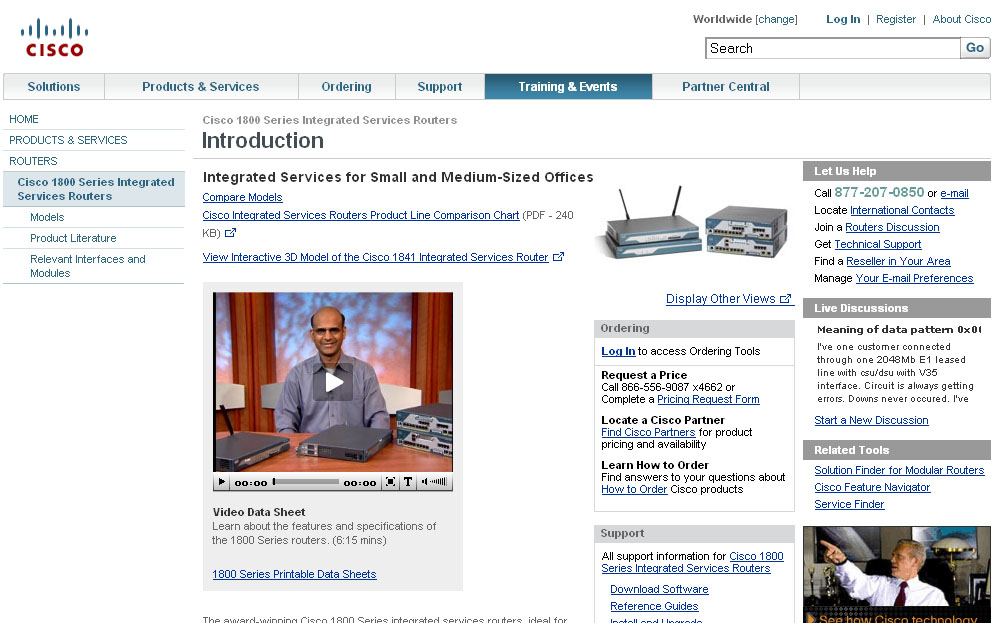 Worldwide [change] Log In | Register | About Cisco
CISCO
Search Go
Solutions Products & Services Ordering Support Training & Events Partner Central
HOME
PRODUCTS & SERVICES
ROUTERS
Cisco 1800 Series Integrated
Services Routers
Models
Product Literature
Relevant Interfaces and
Modules
Cisco 1800 Series Integrated Services Routers
Introduction
Integrated Services for Small and Medium-Sized Offices
Compare Models
Cisco Integrated Services Routers Product Line Comparison Chart (PDF - 240
KB)
View Interactive 3D Model of the Cisco 1841 Integrated Services Router
00:00 00:00 T
Video Data Sheet
Learn about the features and specifications of
the 1800 Series routers. (6:15 mins)
1800 Series Printable Data Sheets
The award-winning Cisco 1800 Series integrated services routers, ideal for
Display Other Views
Ordering
Log In to access Ordering Tools
Request a Price
Call 866-556-9087 x4662 or
Complete a Pricing Request Form
Locate a Cisco Partner
Find Cisco Partners for product
pricing and availability
Learn How to Order
Find answers to your questions about
How to Order Cisco products
Support
All support information for Cisco 1800
Series Integrated Services Routers
Download Software
Reference Guides
Install and Upgrade
Let Us Help
Call 877-207-0850 or e-mail
Locate International Contacts
Join a Routers Discussion
Get Technical Support
Find a Reseller in Your Area
Manage Your E-mail Preferences
Live Discussions
Meaning of data pattern
I've one customer connected
through one 2048Mb E1 leased
line with csu/dsu with V35
interface. Circuit is always getting
errors. Downs never occured. I've
Start a New Discussion
Related Tools
Solution Finder for Modular Routers
Cisco Feature Navigator
Service Finder
See how Cisco technology